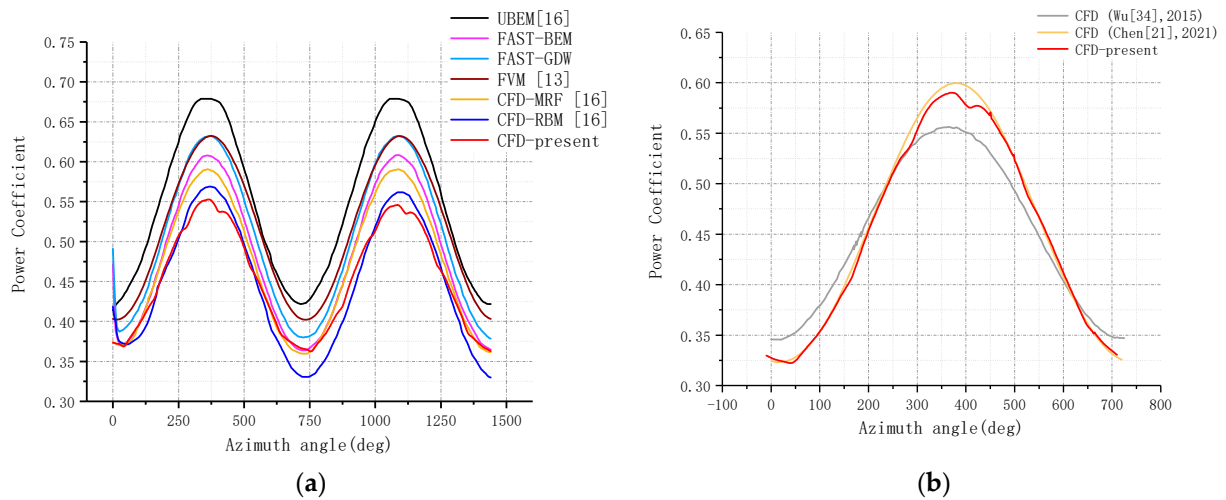 UBEM[16]
FAST-BEM
FAST-GDW
FVM [13]
CFD-MRF [16]
CFD-RBM [16]
CFD-present
0.75
0.70
0.65
0.60
0.55
0.50
0.45
0.40
0.35
0.30
Power Coefficient
0
250
500
750
1000
1250
1500
Azimuth angle(deg)
(a)
CFD (Wu[34],2015)
CFD (Chen[21],2021)
CFD-present
0.65
0.60
0.55
0.50
0.45
0.40
0.35
0.30
Power Coefficient
-100
0
100
200
300
400
500
600
700
800
Azimuth angle(deg)
(b)